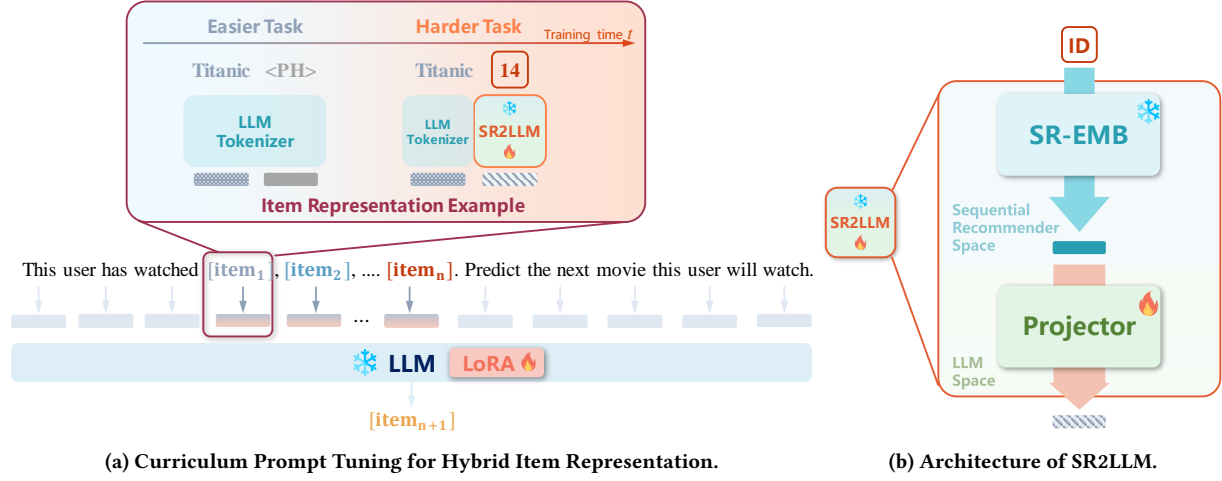 Easier Task
Harder Task
Training time t
Titanic <PH>
Titanic 14
LLM
Tokenizer
LLM
Tokenizer
SR2LLM
Item Representation Example
This user has watched [item1], [item2], .... [itemn]. Predict the next movie this user will watch.
...
LLM LoRA
[itemn+1]
(a) Curriculum Prompt Tuning for Hybrid Item Representation.
ID
SR-EMB
Sequential
Recommender
Space
SR2LLM
Projector
LLM
Space
(b) Architecture of SR2LLM.